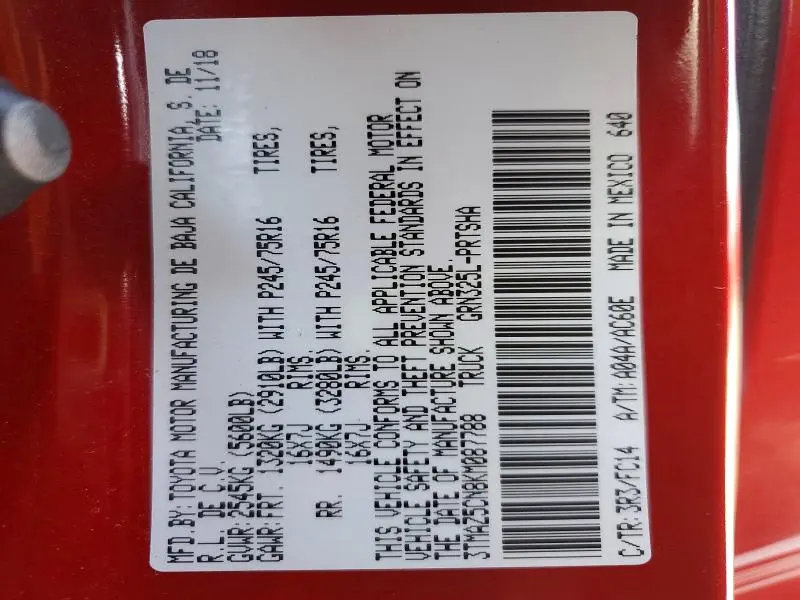 MFD.BY:TOYOTA MOTOR MANUFACTURING DE BAJA CALIFORNIA, S. DE
R.L. DE C.V. DATE: 11/18
GVWR:2545KG (5600LB)
GAWR:FRT. 1320KG (2910LB) WITH P245/75R16 TIRES,
16X7J RIMS.
RR. 1490KG (3280LB) WITH P245/75R16 TIRES,
16X7J RIMS.
THIS VEHICLE CONFORMS TO ALL APPLICABLE FEDERAL MOTOR
VEHICLE SAFETY AND THEFT PREVENTION STANDARDS IN EFFECT ON
THE DATE OF MANUFACTURE SHOWN ABOVE.
3TMAZ5CN8KM087788 TRUCK GRN325L-PRTSHA
C/TR:3R3/FC14 A/TM:A04A/AC60E MADE IN MEXICO 640